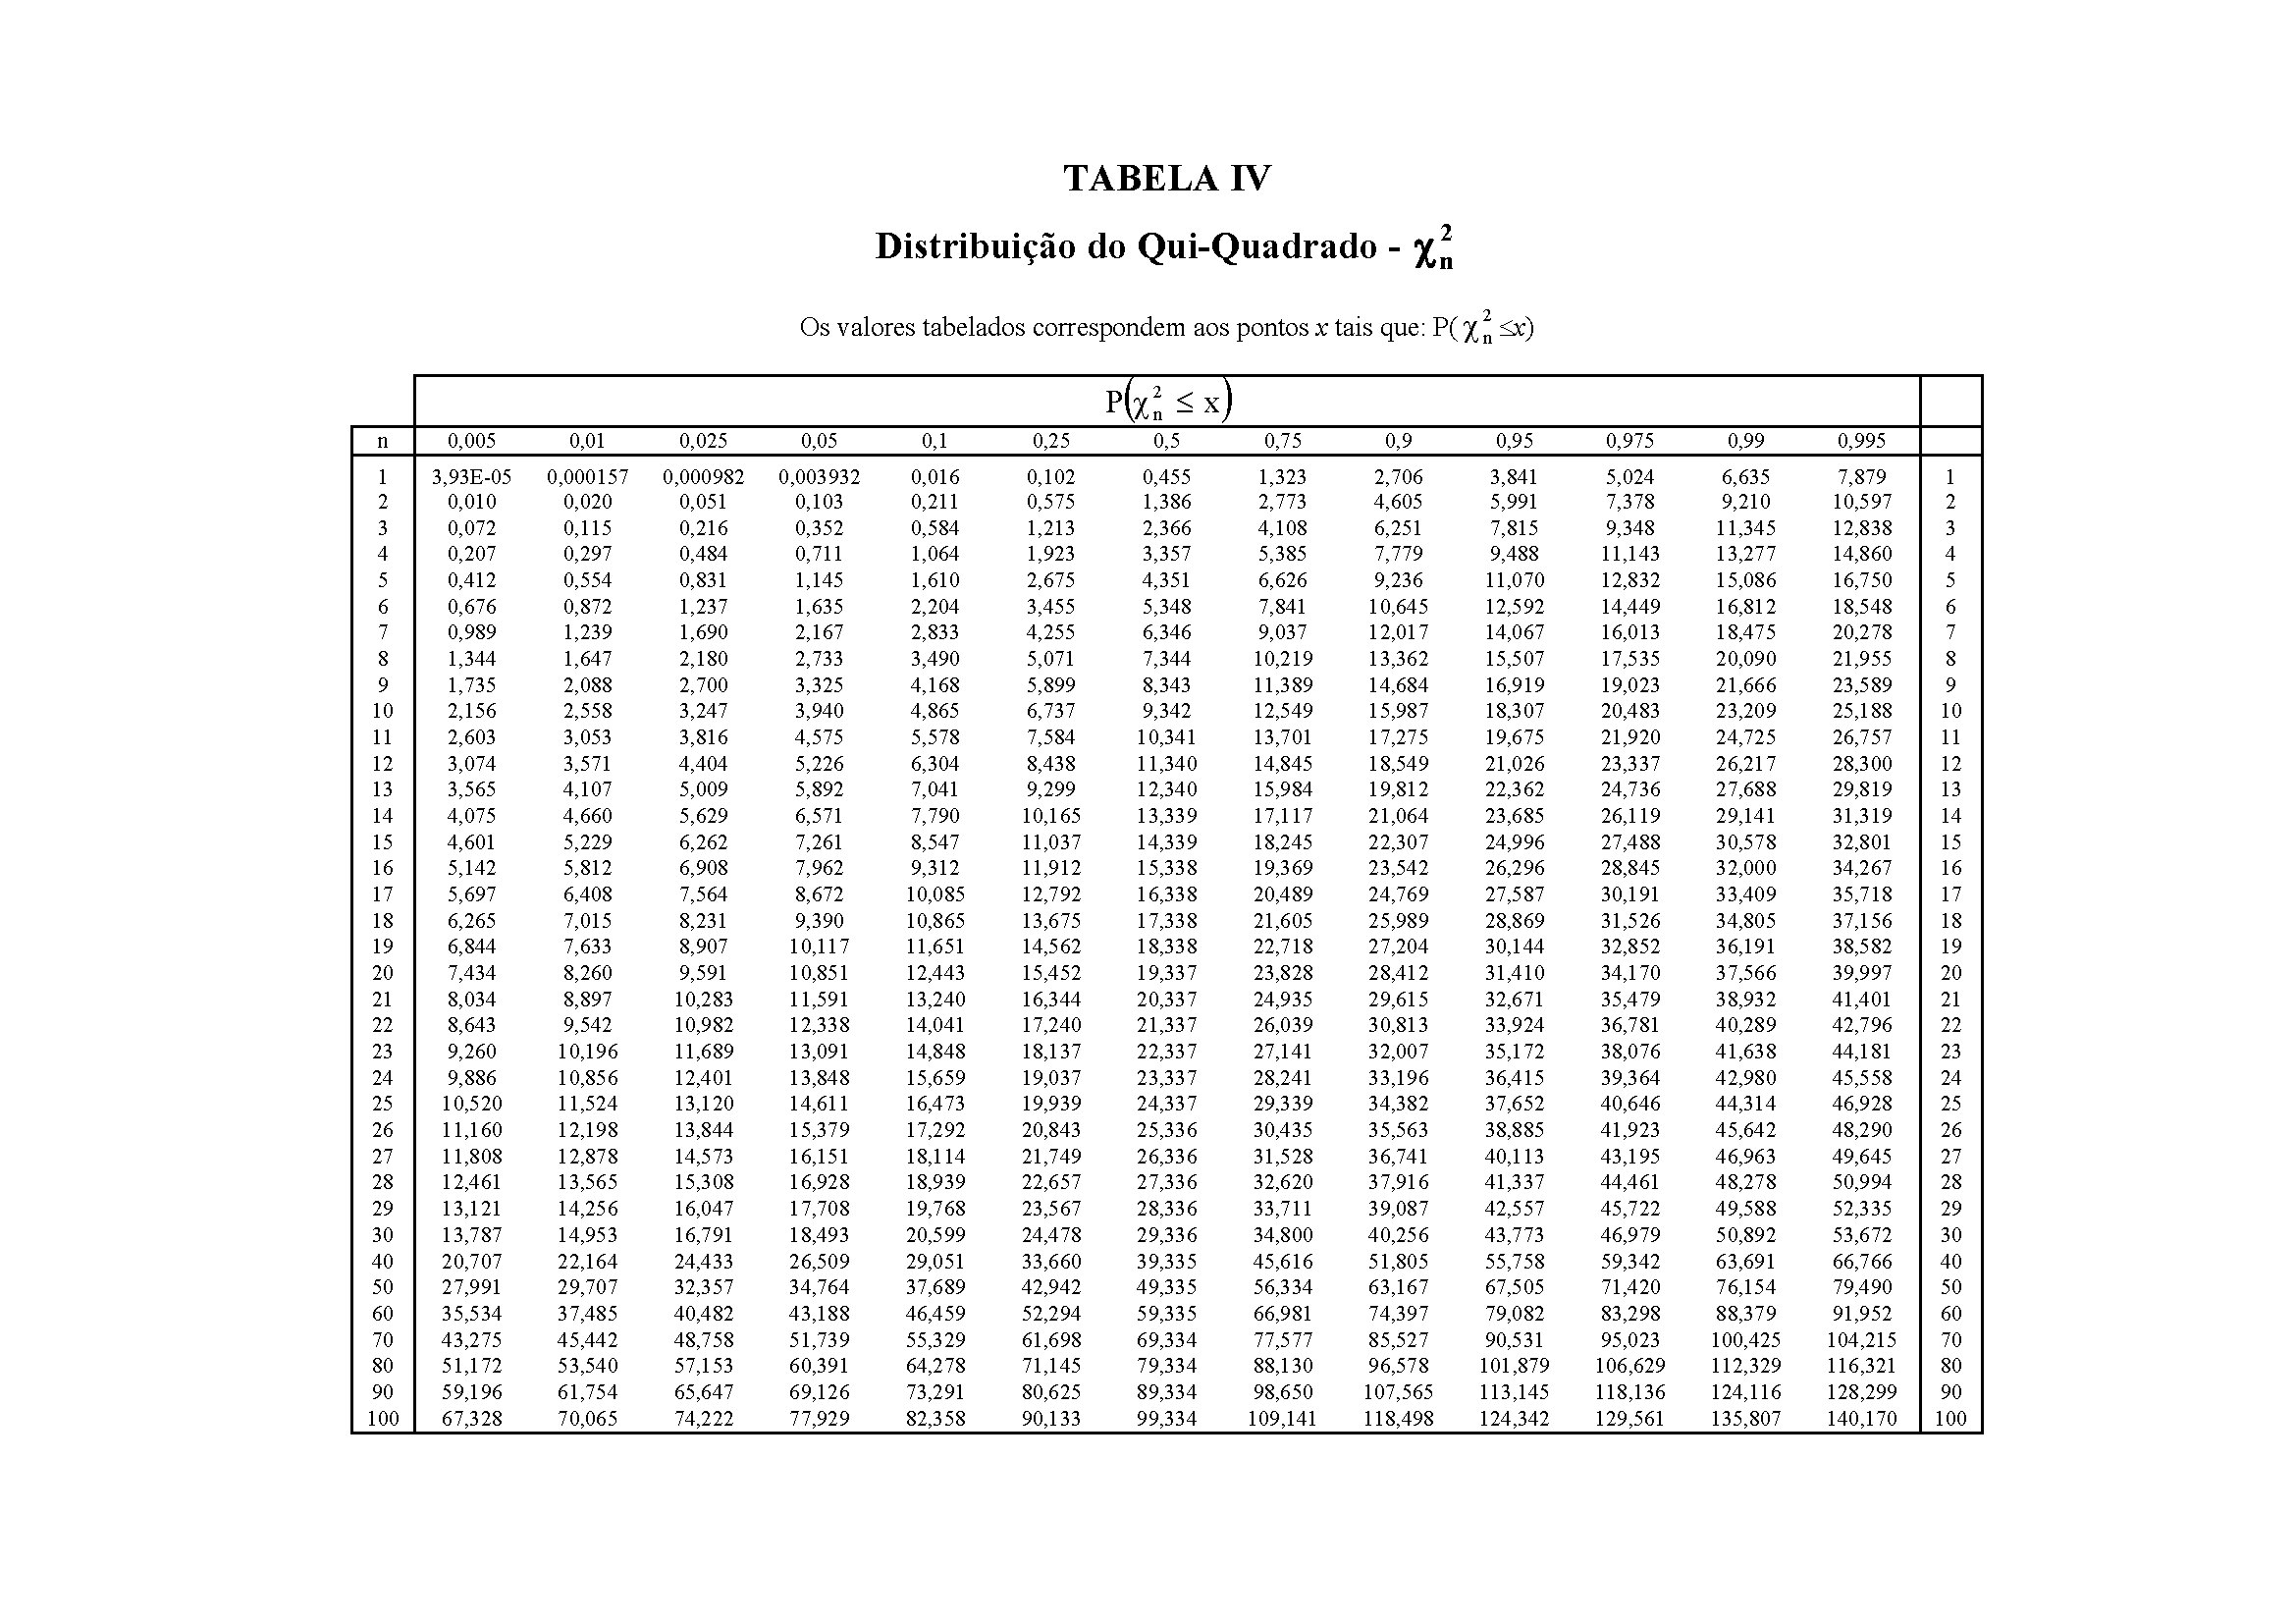 TABELA IV
Distribuição do Qui-Quadrado - χ²ₙ
Os valores tabelados correspondem aos pontos x tais que: P( χ²ₙ ≤x)
P(χ²ₙ ≤ x)
n 0,005 0,01 0,025 0,05 0,1 0,25 0,5 0,75 0,9 0,95 0,975 0,99 0,995
1 3,93E-05 0,000157 0,000982 0,003932 0,016 0,102 0,455 1,323 2,706 3,841 5,024 6,635 7,879 1
2 0,010 0,020 0,051 0,103 0,211 0,575 1,386 2,773 4,605 5,991 7,378 9,210 10,597 2
3 0,072 0,115 0,216 0,352 0,584 1,213 2,366 4,108 6,251 7,815 9,348 11,345 12,838 3
4 0,207 0,297 0,484 0,711 1,064 1,923 3,357 5,385 7,779 9,488 11,143 13,277 14,860 4
5 0,412 0,554 0,831 1,145 1,610 2,675 4,351 6,626 9,236 11,070 12,832 15,086 16,750 5
6 0,676 0,872 1,237 1,635 2,204 3,455 5,348 7,841 10,645 12,592 14,449 16,812 18,548 6
7 0,989 1,239 1,690 2,167 2,833 4,255 6,346 9,037 12,017 14,067 16,013 18,475 20,278 7
8 1,344 1,647 2,180 2,733 3,490 5,071 7,344 10,219 13,362 15,507 17,535 20,090 21,955 8
9 1,735 2,088 2,700 3,325 4,168 5,899 8,343 11,389 14,684 16,919 19,023 21,666 23,589 9
10 2,156 2,558 3,247 3,940 4,865 6,737 9,342 12,549 15,987 18,307 20,483 23,209 25,188 10
11 2,603 3,053 3,816 4,575 5,578 7,584 10,341 13,701 17,275 19,675 21,920 24,725 26,757 11
12 3,074 3,571 4,404 5,226 6,304 8,438 11,340 14,845 18,549 21,026 23,337 26,217 28,300 12
13 3,565 4,107 5,009 5,892 7,041 9,299 12,340 15,984 19,812 22,362 24,736 27,688 29,819 13
14 4,075 4,660 5,629 6,571 7,790 10,165 13,339 17,117 21,064 23,685 26,119 29,141 31,319 14
15 4,601 5,229 6,262 7,261 8,547 11,037 14,339 18,245 22,307 24,996 27,488 30,578 32,801 15
16 5,142 5,812 6,908 7,962 9,312 11,912 15,338 19,369 23,542 26,296 28,845 32,000 34,267 16
17 5,697 6,408 7,564 8,672 10,085 12,792 16,338 20,489 24,769 27,587 30,191 33,409 35,718 17
18 6,265 7,015 8,231 9,390 10,865 13,675 17,338 21,605 25,989 28,869 31,526 34,805 37,156 18
19 6,844 7,633 8,907 10,117 11,651 14,562 18,338 22,718 27,204 30,144 32,852 36,191 38,582 19
20 7,434 8,260 9,591 10,851 12,443 15,452 19,337 23,828 28,412 31,410 34,170 37,566 39,997 20
21 8,034 8,897 10,283 11,591 13,240 16,344 20,337 24,935 29,615 32,671 35,479 38,932 41,401 21
22 8,643 9,542 10,982 12,338 14,041 17,240 21,337 26,039 30,813 33,924 36,781 40,289 42,796 22
23 9,260 10,196 11,689 13,091 14,848 18,137 22,337 27,141 32,007 35,172 38,076 41,638 44,181 23
24 9,886 10,856 12,401 13,848 15,659 19,037 23,337 28,241 33,196 36,415 39,364 42,980 45,558 24
25 10,520 11,524 13,120 14,611 16,473 19,939 24,337 29,339 34,382 37,652 40,646 44,314 46,928 25
26 11,160 12,198 13,844 15,379 17,292 20,843 25,336 30,435 35,563 38,885 41,923 45,642 48,290 26
27 11,808 12,878 14,573 16,151 18,114 21,749 26,336 31,528 36,741 40,113 43,195 46,963 49,645 27
28 12,461 13,565 15,308 16,928 18,939 22,657 27,336 32,620 37,916 41,337 44,461 48,278 50,994 28
29 13,121 14,256 16,047 17,708 19,768 23,567 28,336 33,711 39,087 42,557 45,722 49,588 52,335 29
30 13,787 14,953 16,791 18,493 20,599 24,478 29,336 34,800 40,256 43,773 46,979 50,892 53,672 30
40 20,707 22,164 24,433 26,509 29,051 33,660 39,335 45,616 51,805 55,758 59,342 63,691 66,766 40
50 27,991 29,707 32,357 34,764 37,689 42,942 49,335 56,334 63,167 67,505 71,420 76,154 79,490 50
60 35,534 37,485 40,482 43,188 46,459 52,294 59,335 66,981 74,397 79,082 83,298 88,379 91,952 60
70 43,275 45,442 48,758 51,739 55,329 61,698 69,334 77,577 85,527 90,531 95,023 100,425 104,215 70
80 51,172 53,540 57,153 60,391 64,278 71,145 79,334 88,130 96,578 101,879 106,629 112,329 116,321 80
90 59,196 61,754 65,647 69,126 73,291 80,625 89,334 98,650 107,565 113,145 118,136 124,116 128,299 90
100 67,328 70,065 74,222 77,929 82,358 90,133 99,334 109,141 118,498 124,342 129,561 135,807 140,170 100